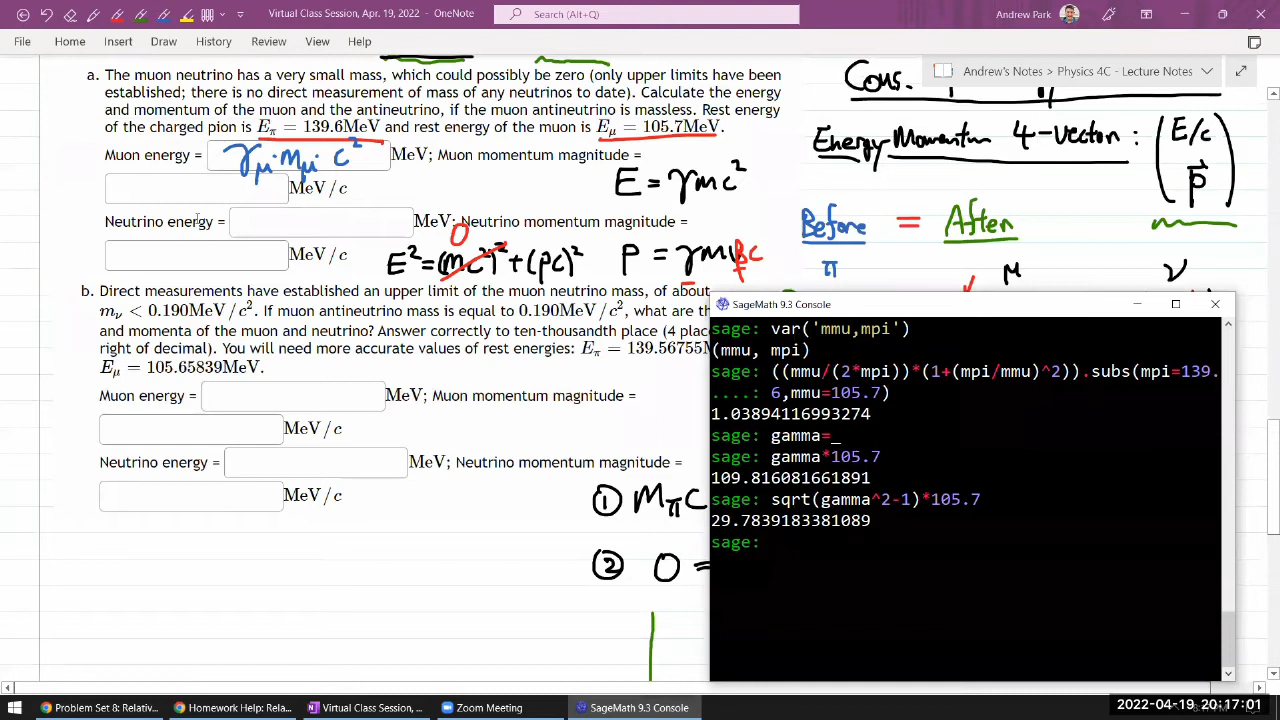 Virtual Class Session, Apr 19, 2022 - OneNote
Search (Alt+Q)
Andrew Park
File Home Insert Draw History Review View Help
Andrew's Notes » Physics 4C - Lecture Notes
a. The muon neutrino has a very small mass, which could possibly be zero (only upper limits have been
established; there is no direct measurement of mass of any neutrinos to date). Calculate the energy
and momentum of the muon and the antineutrino, if the muon antineutrino is massless. Rest energy
of the charged pion is Eπ = 139.6MeV and rest energy of the muon is Eμ = 105.7MeV.
Muon energy = γμ·mμ·c² MeV; Muon momentum magnitude =
MeV/c
E = γmc²
Neutrino energy = MeV; Neutrino momentum magnitude =
MeV/c
0
E² = (mc²)² + (pc)²
P = γmv βc
b. Direct measurements have established an upper limit of the muon neutrino mass, of about
mν < 0.190MeV/c². If muon antineutrino mass is equal to 0.190MeV/c², what are th
and momenta of the muon and neutrino? Answer correctly to ten-thousandth place (4 plac
right of decimal). You will need more accurate values of rest energies: Eπ = 139.56755M
Eμ = 105.65839MeV.
Muon energy = MeV; Muon momentum magnitude =
MeV/c
Neutrino energy = MeV; Neutrino momentum magnitude =
MeV/c
① MπC
② 0 =
Cons.
Energy-Momentum 4-Vector : (E/c
p⃗)
Before = After
π μ ν
SageMath 9.3 Console
sage: var('mmu,mpi')
(mmu, mpi)
sage: ((mmu/(2*mpi))*(1+(mpi/mmu)^2)).subs(mpi=139.
....: 6,mmu=105.7)
1.03894116993274
sage: gamma=_
sage: gamma*105.7
109.816081661891
sage: sqrt(gamma^2-1)*105.7
29.7839183381089
sage:
Problem Set 8: Relativ...
Homework Help: Rela...
Virtual Class Session, ...
Zoom Meeting
SageMath 9.3 Console
2022-04-19 20:17:01